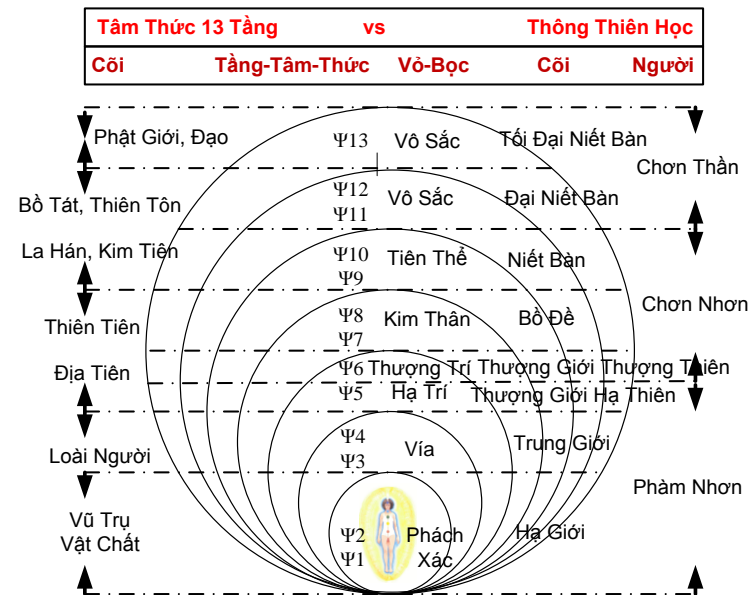 Tâm Thức 13 Tầng vs Thông Thiên Học
Cõi Tầng-Tâm-Thức Vỏ-Bọc Cõi Người
Phật Giới, Đạo Ψ13 Vô Sắc Tối Đại Niết Bàn
Chơn Thần
Bồ Tát, Thiên Tôn Ψ12 Vô Sắc Đại Niết Bàn
Ψ11
La Hán, Kim Tiên Ψ10 Tiên Thể Niết Bàn
Ψ9
Chơn Nhơn
Thiên Tiên Ψ8 Kim Thân Bồ Đề
Ψ7
Địa Tiên Ψ6 Thượng Trí Thượng Giới Thượng Thiên
Ψ5 Hạ Trí Thượng Giới Hạ Thiên
Loài Người Ψ4 Vía Trung Giới
Ψ3
Phàm Nhơn
Vũ Trụ Ψ2 Phách Hạ Giới
Vật Chất Ψ1 Xác